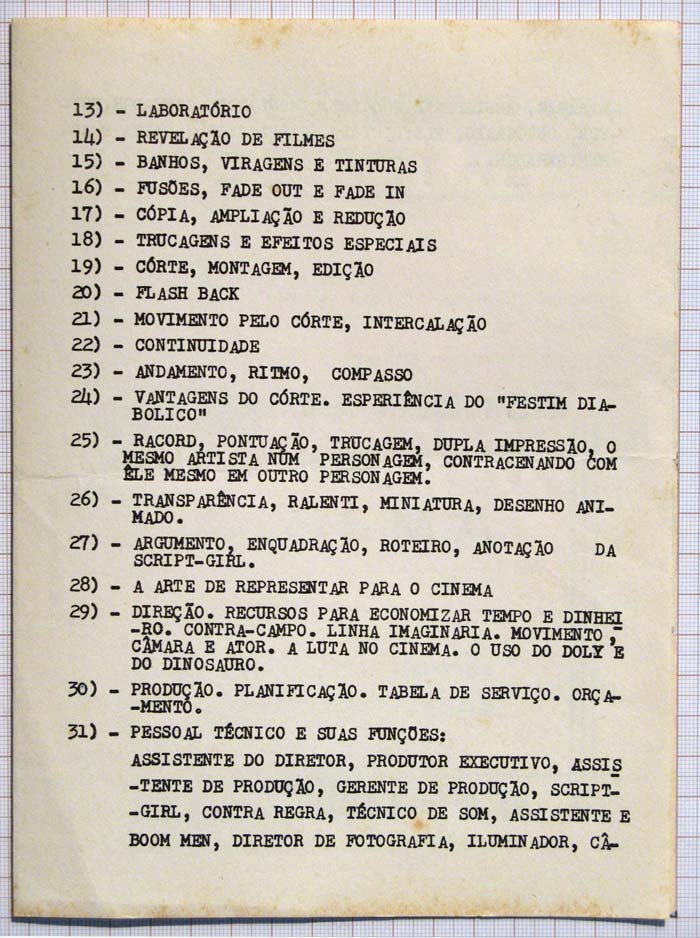 13) - LABORATÓRIO
14) - REVELAÇÃO DE FILMES
15) - BANHOS, VIRAGENS E TINTURAS
16) - FUSÕES, FADE OUT E FADE IN
17) - CÓPIA, AMPLIAÇÃO E REDUÇÃO
18) - TRUCAGENS E EFEITOS ESPECIAIS
19) - CÓRTE, MONTAGEM, EDIÇÃO
20) - FLASH BACK
21) - MOVIMENTO PELO CÓRTE, INTERCALAÇÃO
22) - CONTINUIDADE
23) - ANDAMENTO, RITMO, COMPASSO
24) - VANTAGENS DO CÓRTE. ESPERIÊNCIA DO "FESTIM DIA-
BOLICO"
25) - RACORD, PONTUAÇÃO, TRUCAGEM, DUPLA IMPRESSÃO, O
MESMO ARTISTA NUM PERSONAGEM, CONTRACENANDO COM
ÊLE MESMO EM OUTRO PERSONAGEM.
26) - TRANSPARÊNCIA, RALENTI, MINIATURA, DESENHO ANI-
MADO.
27) - ARGUMENTO, ENQUADRAÇÃO, ROTEIRO, ANOTAÇÃO DA
SCRIPT-GIRL.
28) - A ARTE DE REPRESENTAR PARA O CINEMA
29) - DIREÇÃO. RECURSOS PARA ECONOMIZAR TEMPO E DINHEI
-RO. CONTRA-CAMPO. LINHA IMAGINARIA. MOVIMENTO,
CÂMARA E ATOR. A LUTA NO CINEMA. O USO DO DOLY E
DO DINOSAURO.
30) - PRODUÇÃO. PLANIFICAÇÃO. TABELA DE SERVIÇO. ORÇA-
-MENTO.
31) - PESSOAL TÉCNICO E SUAS FUNÇÕES:
ASSISTENTE DO DIRETOR, PRODUTOR EXECUTIVO, ASSIS
-TENTE DE PRODUÇÃO, GERENTE DE PRODUÇÃO, SCRIPT-
-GIRL, CONTRA REGRA, TÉCNICO DE SOM, ASSISTENTE E
BOOM MEN, DIRETOR DE FOTOGRAFIA, ILUMINADOR, CÂ-